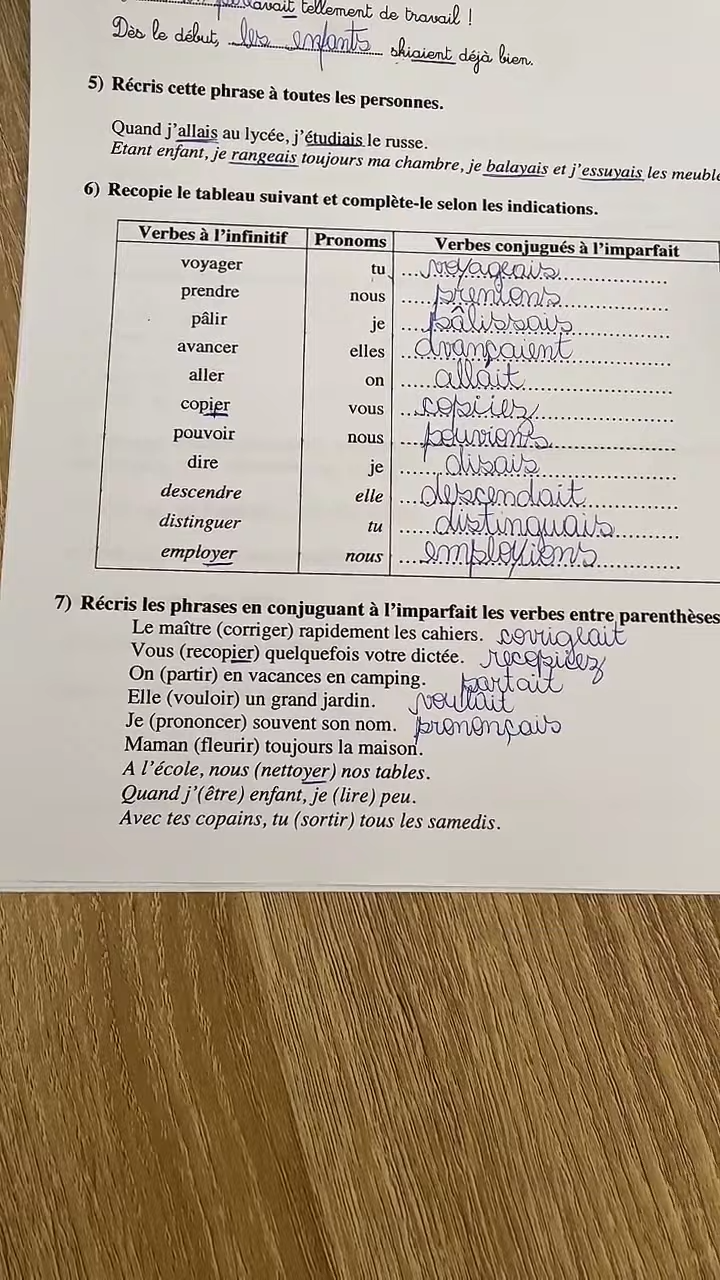 avait tellement de travail !
Dès le début, les enfants skiaient déjà bien.
5) Récris cette phrase à toutes les personnes.
Quand j'allais au lycée, j'étudiais le russe.
Etant enfant, je rangeais toujours ma chambre, je balayais et j'essuyais les meuble
6) Recopie le tableau suivant et complète-le selon les indications.
Verbes à l'infinitif Pronoms Verbes conjugués à l'imparfait
voyager tu voyageais
prendre nous prenions
pâlir je pâlissais
avancer elles avançaient
aller on allait
copier vous copiiez
pouvoir nous pouvions
dire je disais
descendre elle descendait
distinguer tu distinguais
employer nous employions
7) Récris les phrases en conjuguant à l'imparfait les verbes entre parenthèses
Le maître (corriger) rapidement les cahiers. corrigeait
Vous (recopier) quelquefois votre dictée. recopiiez
On (partir) en vacances en camping. partait
Elle (vouloir) un grand jardin. voulait
Je (prononcer) souvent son nom. prononçais
Maman (fleurir) toujours la maison.
A l'école, nous (nettoyer) nos tables.
Quand j'(être) enfant, je (lire) peu.
Avec tes copains, tu (sortir) tous les samedis.